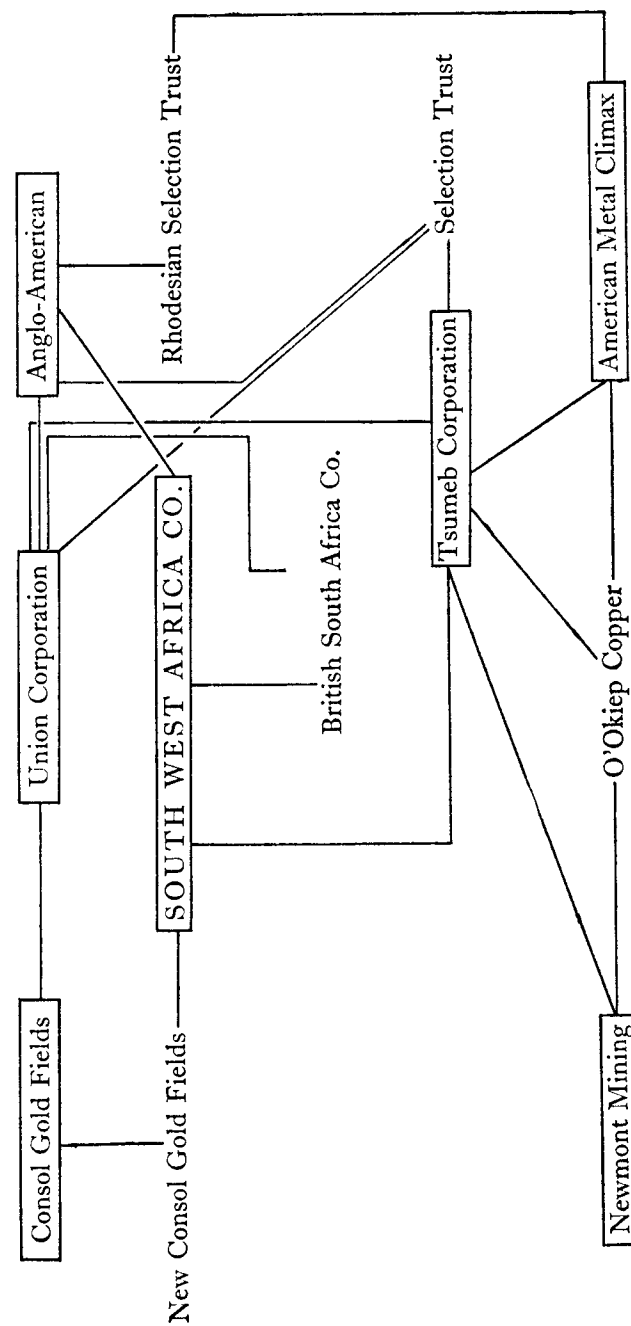 Consol Gold Fields
Union Corporation
Anglo-American
New Consol Gold Fields
SOUTH WEST AFRICA CO.
Rhodesian Selection Trust
British South Africa Co.
Tsumeb Corporation
Selection Trust
Newmont Mining
O'Okiep Copper
American Metal Climax